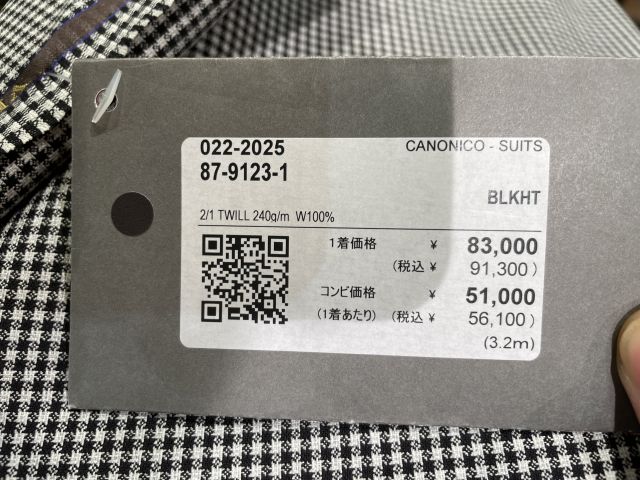 022-2025
CANONICO - SUITS
87-9123-1
BLKHT
2/1 TWILL 240g/m W100%
1着価格 ¥ 83,000
(税込 ¥ 91,300 )
コンビ価格 ¥ 51,000
(1着あたり) (税込 ¥ 56,100 )
(3.2m)